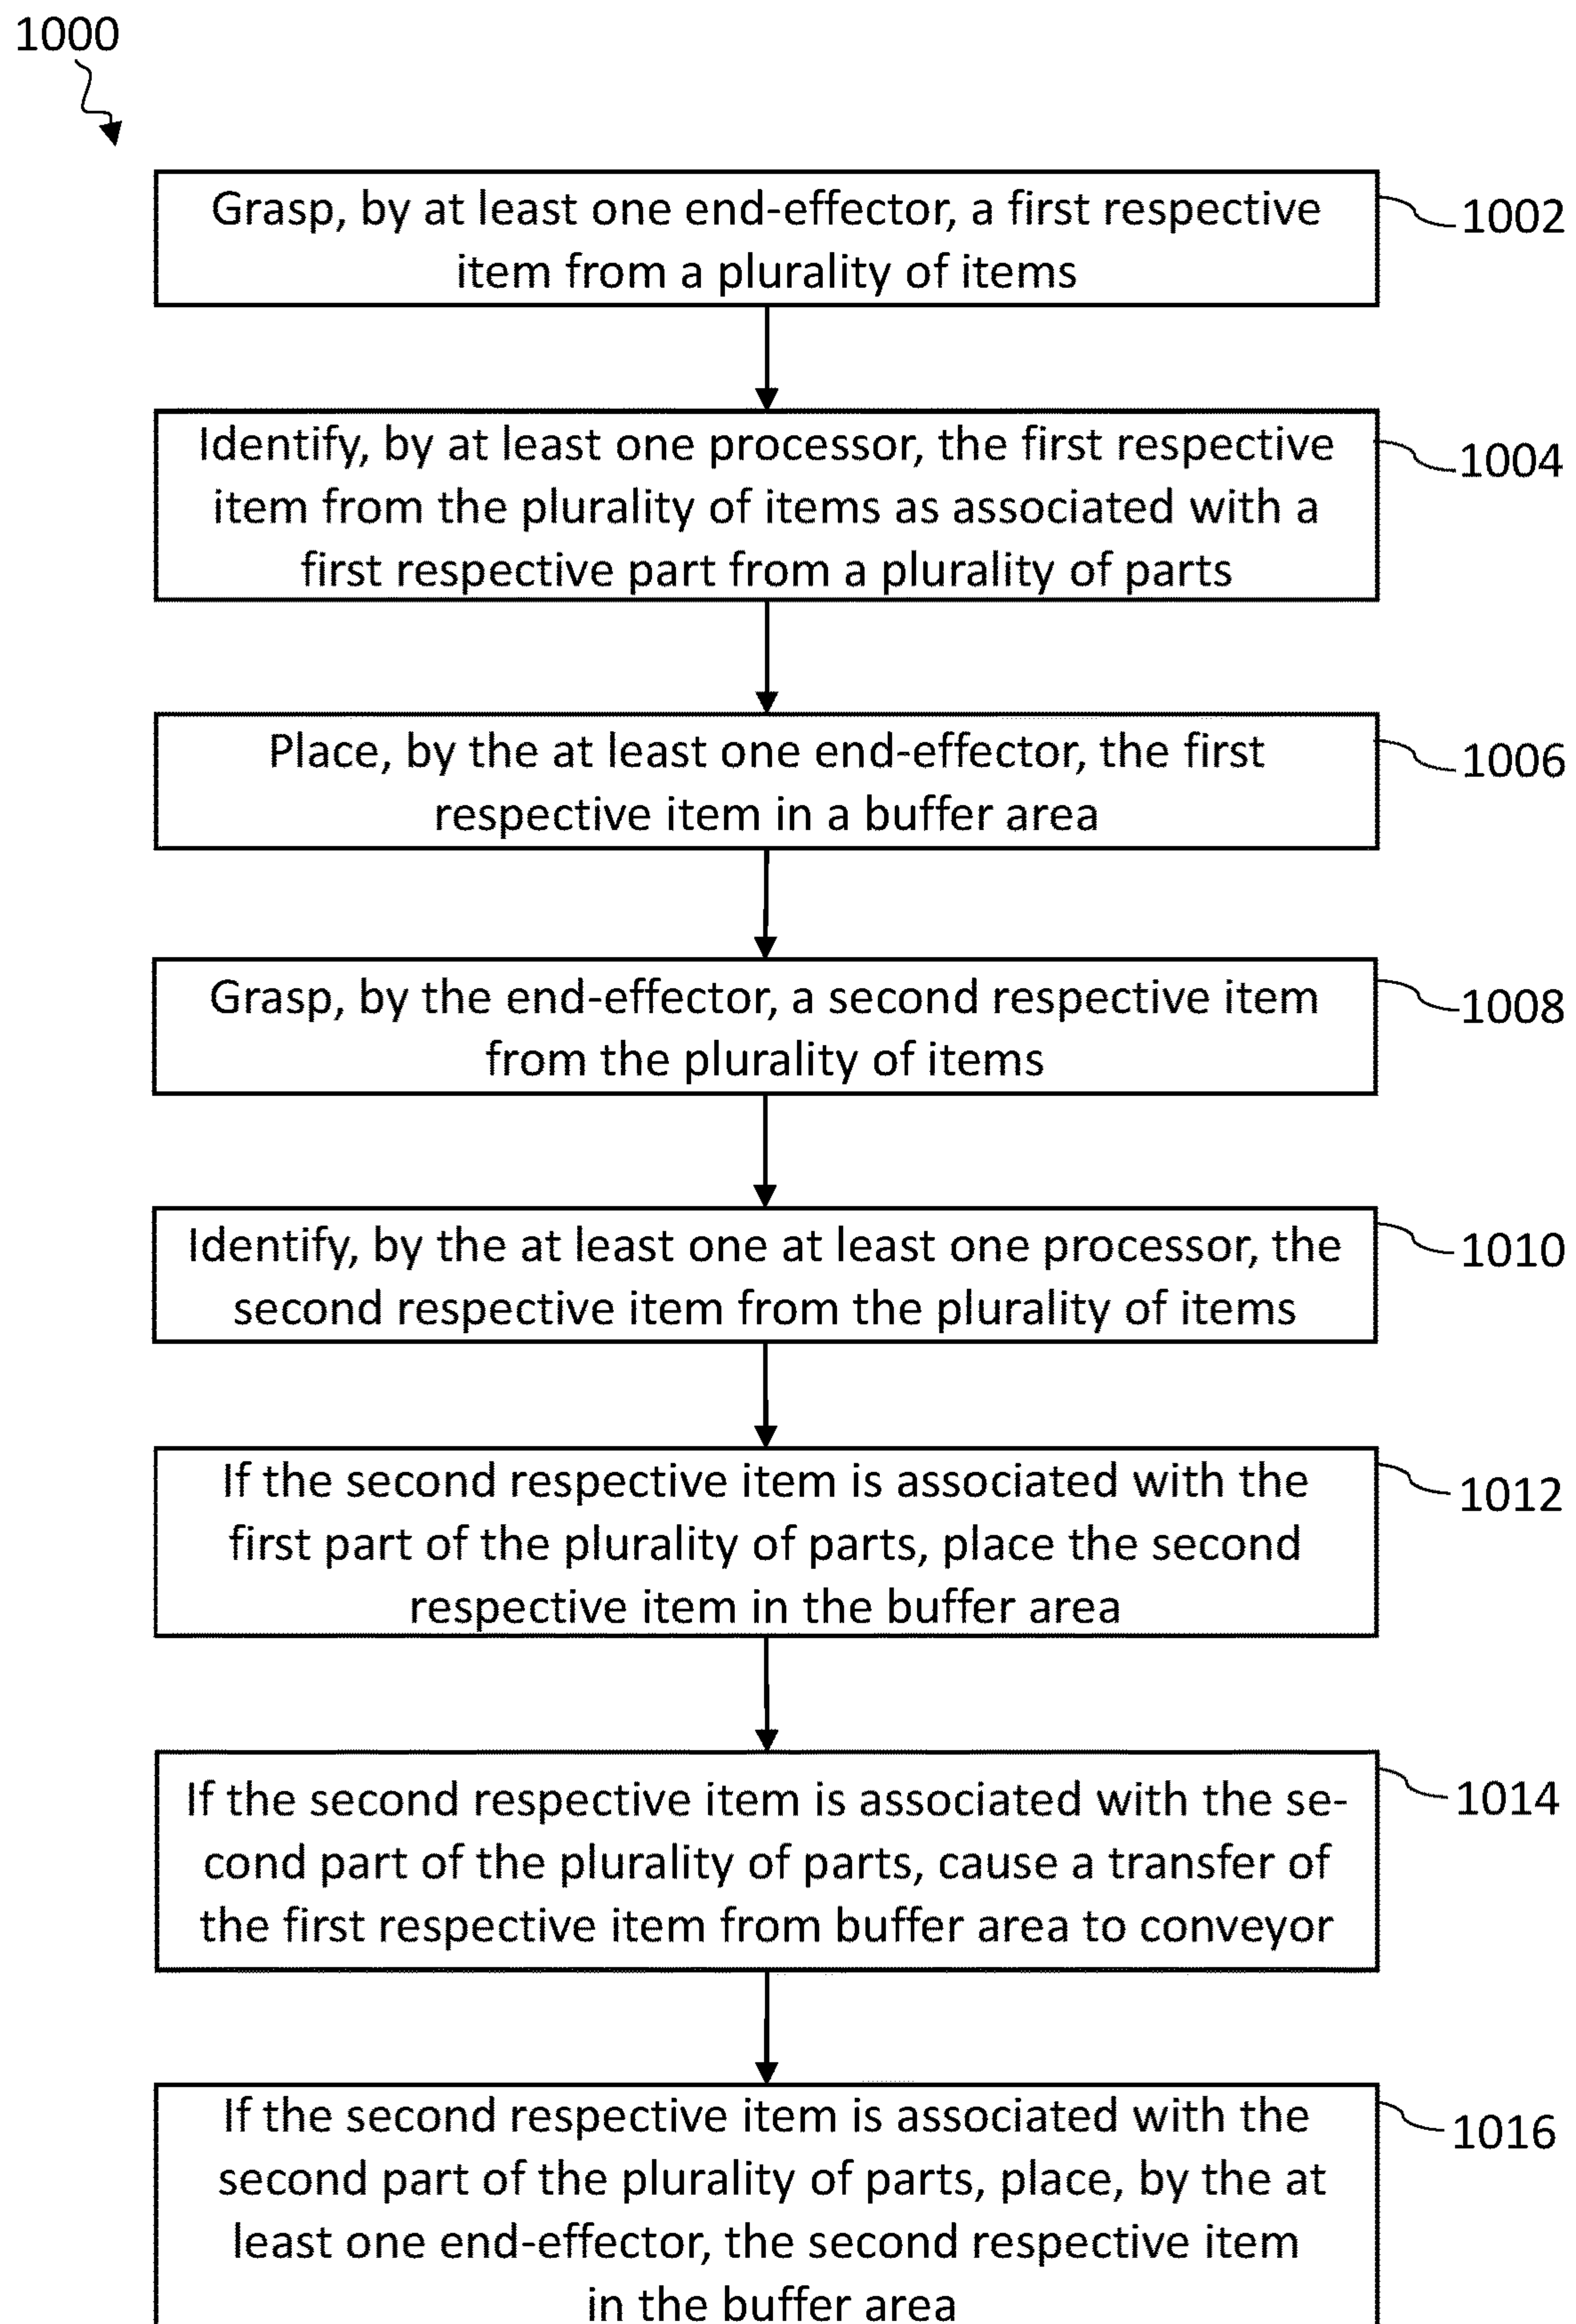 1000
Grasp, by at least one end-effector, a first respective
item from a plurality of items
1002
Identify, by at least one processor, the first respective
item from the plurality of items as associated with a
first respective part from a plurality of parts
1004
Place, by the at least one end-effector, the first
respective item in a buffer area
1006
Grasp, by the end-effector, a second respective item
from the plurality of items
1008
Identify, by the at least one at least one processor, the
second respective item from the plurality of items
1010
If the second respective item is associated with the
first part of the plurality of parts, place the second
respective item in the buffer area
1012
If the second respective item is associated with the se-
cond part of the plurality of parts, cause a transfer of
the first respective item from buffer area to conveyor
1014
If the second respective item is associated with the
second part of the plurality of parts, place, by the at
least one end-effector, the second respective item
in the buffer area
1016